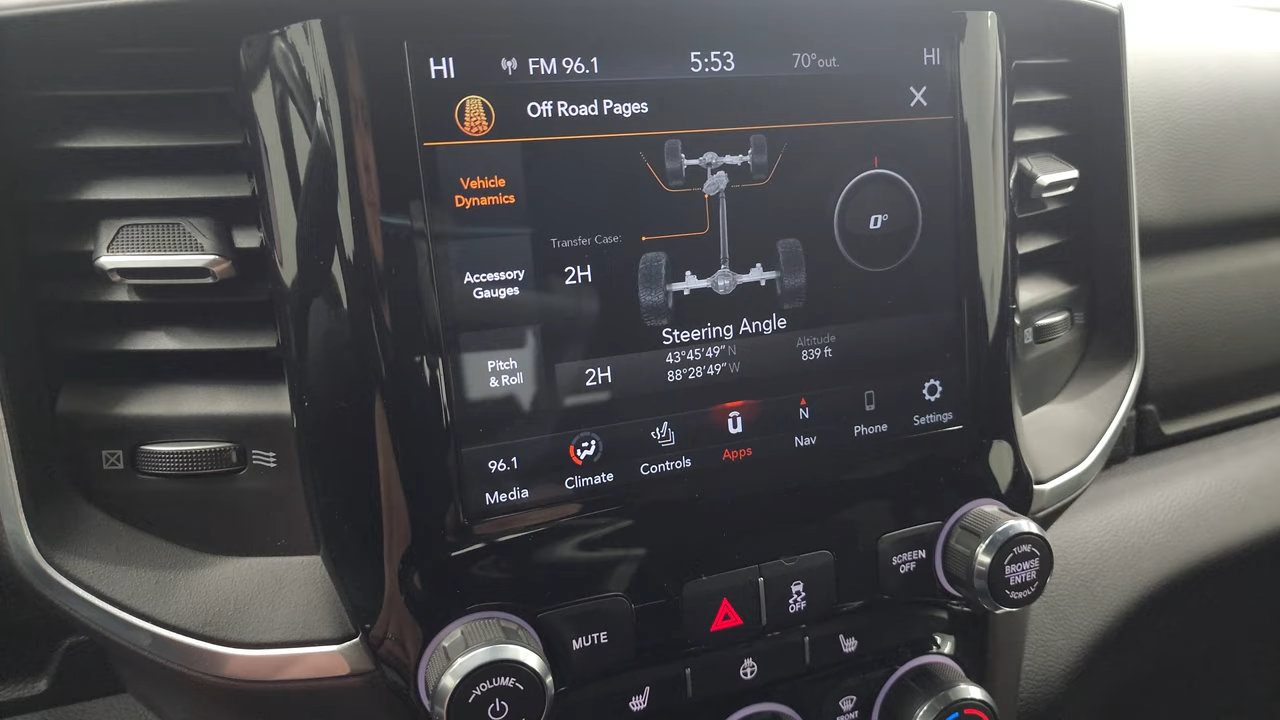 HI FM 96.1 5:53 70°out. HI
Off Road Pages X
Vehicle
Dynamics
Transfer Case:
2H
0°
Accessory
Gauges
Steering Angle
Pitch
& Roll
2H
43°45'49" N
88°28'49" W
Altitude
839 ft
96.1
Media
Climate
Controls
Apps
N
Nav
Phone
Settings
SCREEN
OFF
TUNE
BROWSE
ENTER
SCROLL
MUTE
OFF
VOLUME
FRONT